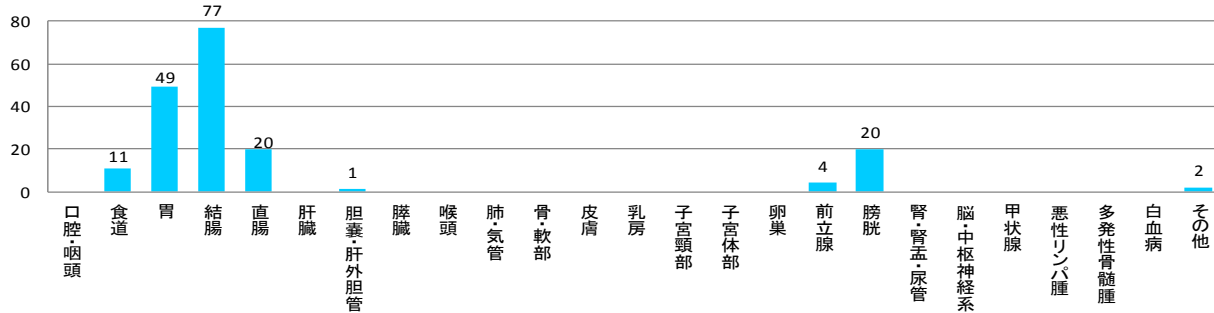 80
60
40
20
0
11
49
77
20
1
4
20
2
口腔・咽頭
食道
胃
結腸
直腸
肝臓
胆嚢・肝外胆管
膵臓
喉頭
肺・気管
骨・軟部
皮膚
乳房
子宮頸部
子宮体部
卵巣
前立腺
膀胱
腎・腎盂・尿管
脳・中枢神経系
甲状腺
悪性リンパ腫
多発性骨髄腫
白血病
その他